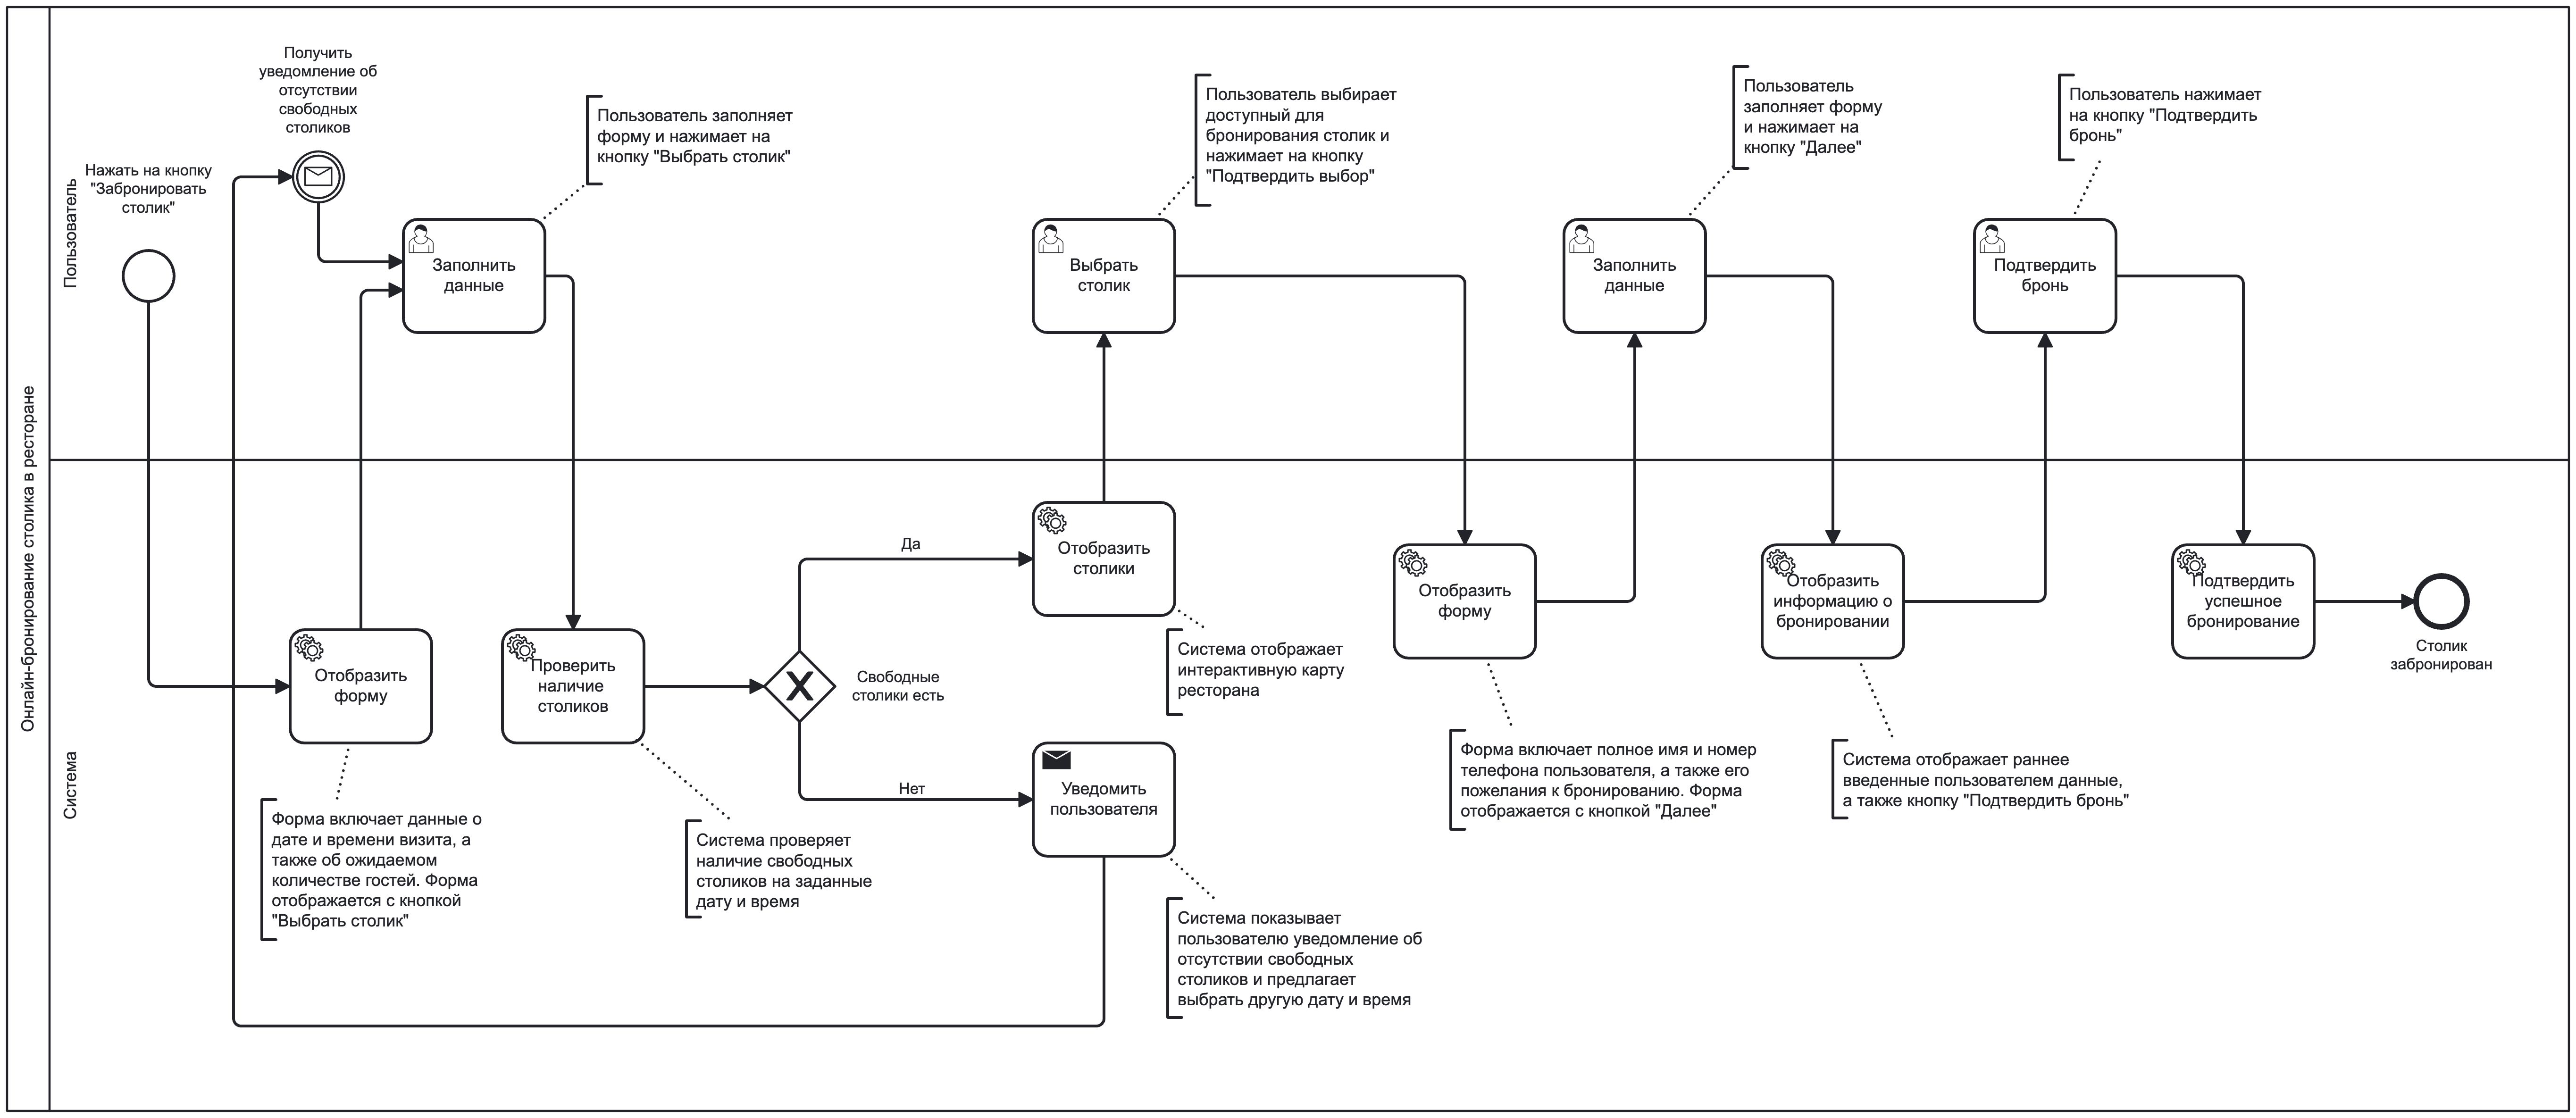 Онлайн-бронирование столика в ресторане
Пользователь
Нажать на кнопку
"Забронировать
столик"
Получить
уведомление об
отсутствии
свободных
столиков
Заполнить
данные
Пользователь заполняет
форму и нажимает на
кнопку "Выбрать столик"
Выбрать
столик
Пользователь выбирает
доступный для
бронирования столик и
нажимает на кнопку
"Подтвердить выбор"
Заполнить
данные
Пользователь
заполняет форму
и нажимает на
кнопку "Далее"
Подтвердить
бронь
Пользователь нажимает
на кнопку "Подтвердить
бронь"
Система
Отобразить
форму
Форма включает данные о
дате и времени визита, а
также об ожидаемом
количестве гостей. Форма
отображается с кнопкой
"Выбрать столик"
Проверить
наличие
столиков
Система проверяет
наличие свободных
столиков на заданные
дату и время
Свободные
столики есть
Да
Нет
Отобразить
столики
Система отображает
интерактивную карту
ресторана
Уведомить
пользователя
Система показывает
пользователю уведомление об
отсутствии свободных
столиков и предлагает
выбрать другую дату и время
Отобразить
форму
Форма включает полное имя и номер
телефона пользователя, а также его
пожелания к бронированию. Форма
отображается с кнопкой "Далее"
Отобразить
информацию о
бронировании
Система отображает раннее
введенные пользователем данные,
а также кнопку "Подтвердить бронь"
Подтвердить
успешное
бронирование
Столик
забронирован